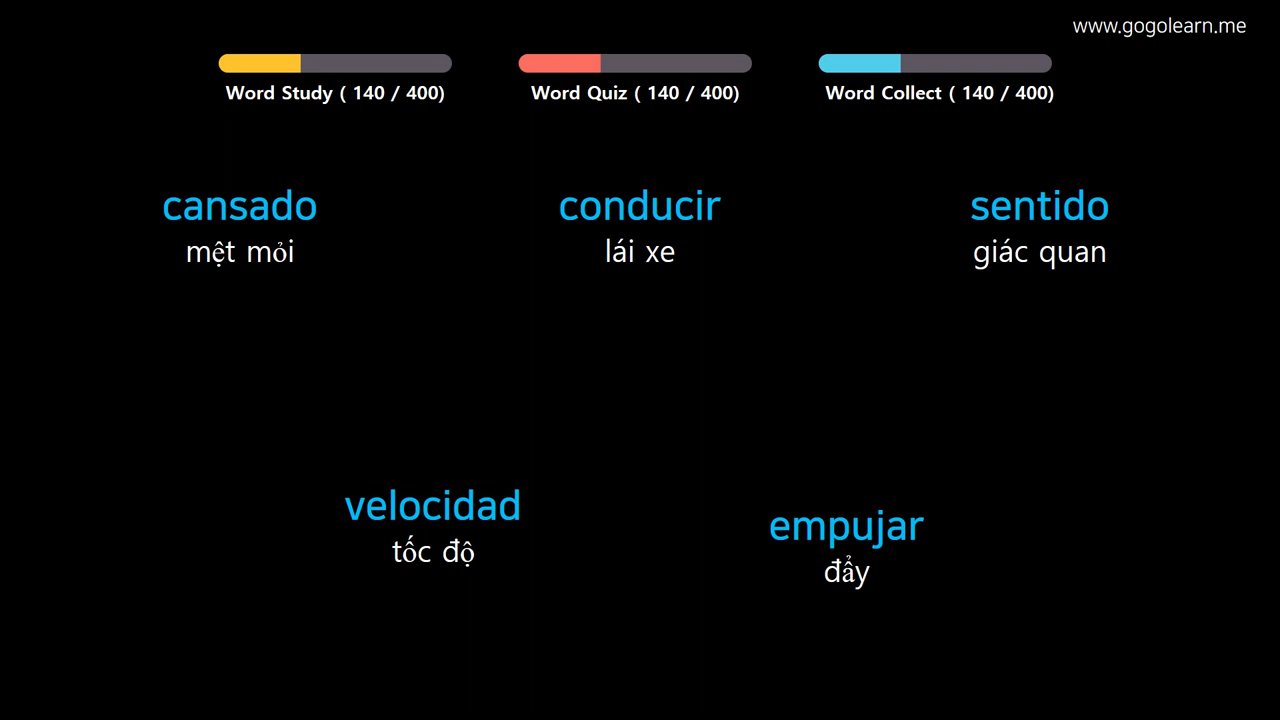 www.gogolearn.me
Word Study ( 140 / 400)
Word Quiz ( 140 / 400)
Word Collect ( 140 / 400)
cansado
mệt mỏi
conducir
lái xe
sentido
giác quan
velocidad
tốc độ
empujar
đẩy